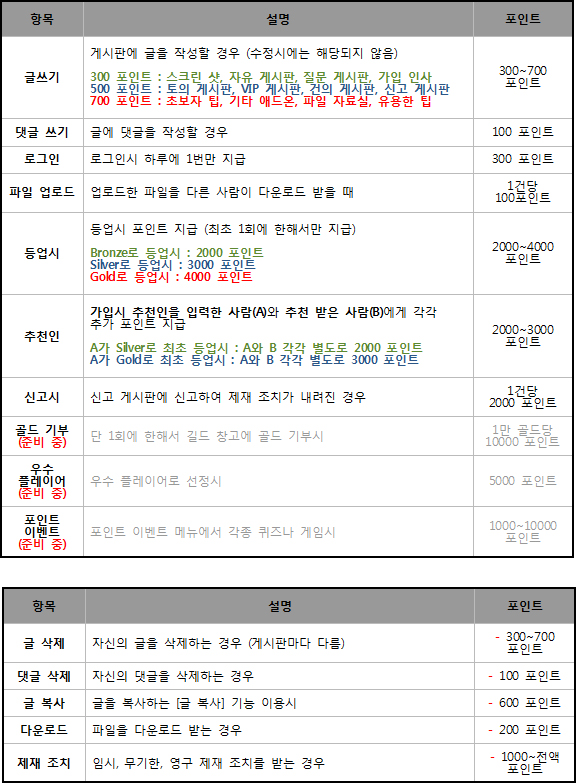 항목 설명 포인트
글쓰기
게시판에 글을 작성할 경우 (수정시에는 해당되지 않음)
300 포인트 : 스크린 샷, 자유 게시판, 질문 게시판, 가입 인사
500 포인트 : 토의 게시판, VIP 게시판, 건의 게시판, 신고 게시판
700 포인트 : 초보자 팁, 기타 애드온, 파일 자료실, 유용한 팁
300~700
포인트
댓글 쓰기 글에 댓글을 작성할 경우 100 포인트
로그인 로그인시 하루에 1번만 지급 300 포인트
파일 업로드 업로드한 파일을 다른 사람이 다운로드 받을 때
1건당
100포인트
등업시
등업시 포인트 지급 (최초 1회에 한해서만 지급)
Bronze로 등업시 : 2000 포인트
Silver로 등업시 : 3000 포인트
Gold로 등업시 : 4000 포인트
2000~4000
포인트
추천인
가입시 추천인을 입력한 사람(A)와 추천 받은 사람(B)에게 각각
추가 포인트 지급
A가 Silver로 최초 등업시 : A와 B 각각 별도로 2000 포인트
A가 Gold로 최초 등업시 : A와 B 각각 별도로 3000 포인트
2000~3000
포인트
신고시 신고 게시판에 신고하여 제재 조치가 내려진 경우
1건당
2000 포인트
골드 기부
(준비 중)
단 1회에 한해서 길드 창고에 골드 기부시
1만 골드당
10000 포인트
우수
플레이어
(준비 중)
우수 플레이어로 선정시
5000 포인트
포인트
이벤트
(준비 중)
포인트 이벤트 메뉴에서 각종 퀴즈나 게임시
1000~10000
포인트
항목 설명 포인트
글 삭제 자신의 글을 삭제하는 경우 (게시판마다 다름)
- 300~700
포인트
댓글 삭제 자신의 댓글을 삭제하는 경우 - 100 포인트
글 복사 글을 복사하는 [글 복사] 기능 이용시 - 600 포인트
다운로드 파일을 다운로드 받는 경우 - 200 포인트
제재 조치 임시, 무기한, 영구 제재 조치를 받는 경우
- 1000~전액
포인트